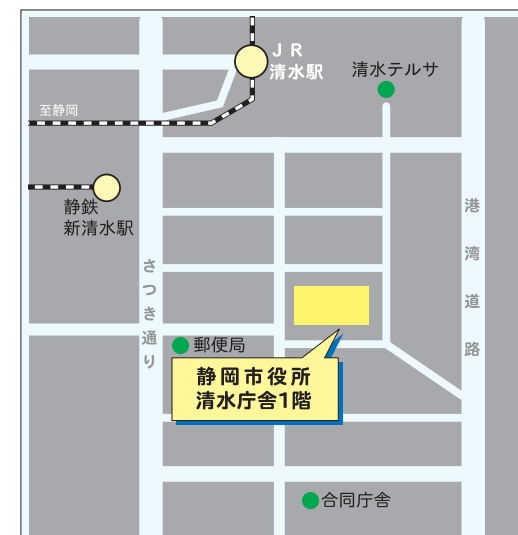 JR
清水駅
清水テルサ
至静岡
静鉄
新清水駅
港湾道路
さつき通り
郵便局
静岡市役所
清水庁舎1階
合同庁舎